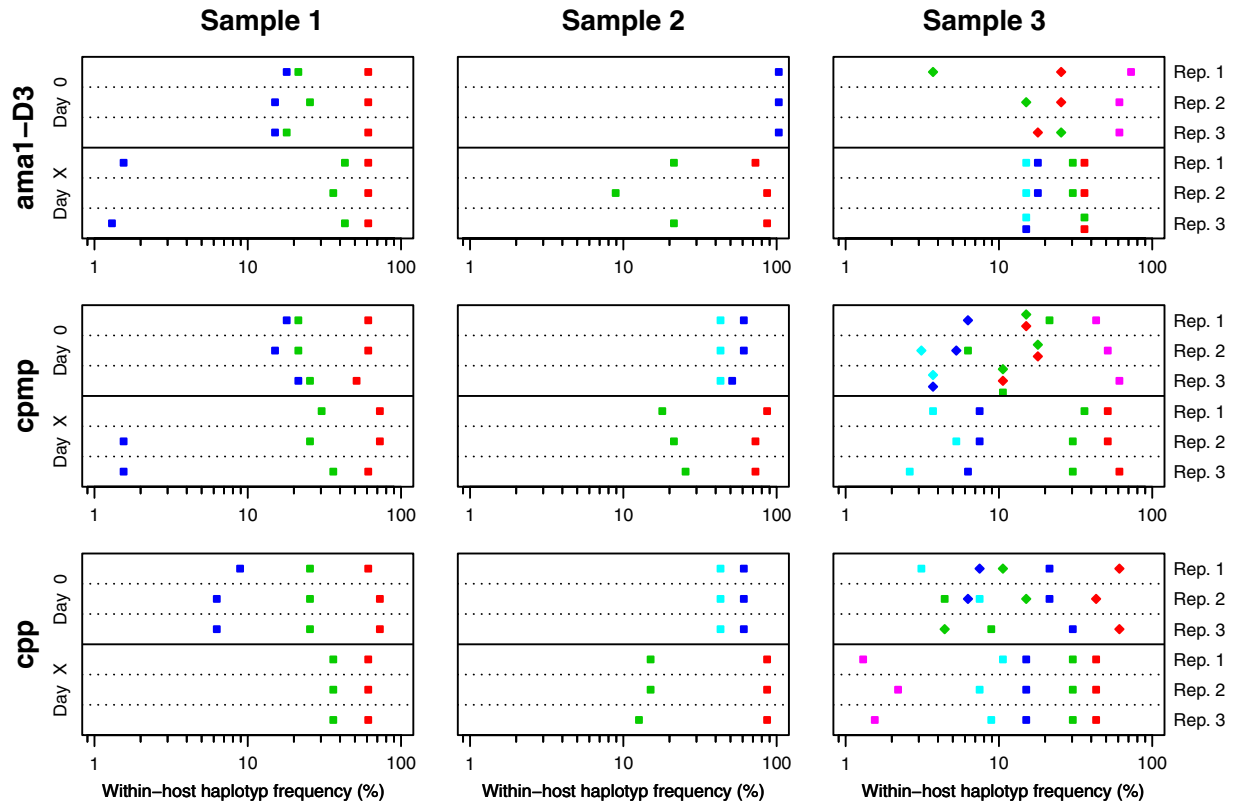 Sample 1 Sample 2 Sample 3
ama1−D3
Day 0
Day X
Rep. 1
Rep. 2
Rep. 3
Rep. 1
Rep. 2
Rep. 3
1 10 100 1 10 100 1 10 100
cpmp
Day 0
Day X
Rep. 1
Rep. 2
Rep. 3
Rep. 1
Rep. 2
Rep. 3
1 10 100 1 10 100 1 10 100
cpp
Day 0
Day X
Rep. 1
Rep. 2
Rep. 3
Rep. 1
Rep. 2
Rep. 3
1 10 100 1 10 100 1 10 100
Within−host haplotyp frequency (%) Within−host haplotyp frequency (%) Within−host haplotyp frequency (%)